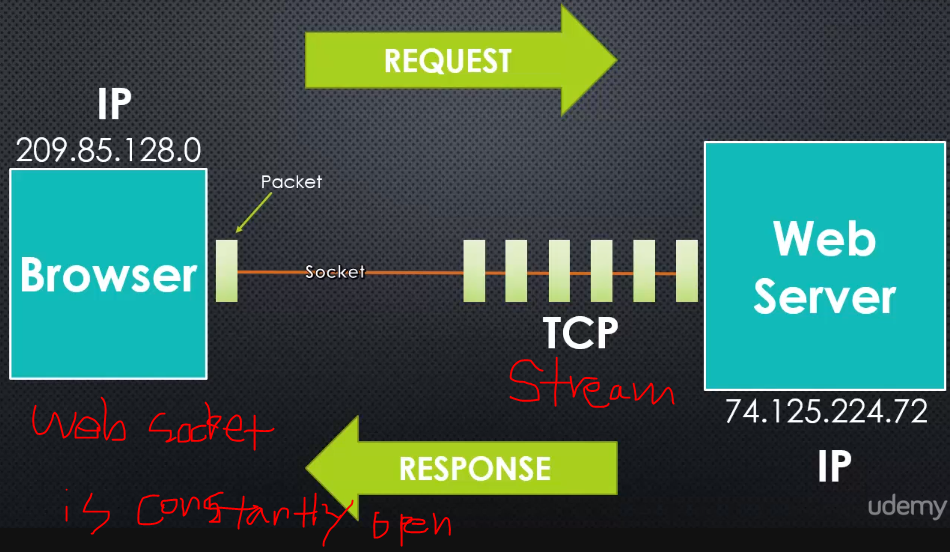 REQUEST
IP
209.85.128.0
Packet
Browser
Socket
Web
Server
TCP
Stream
74.125.224.72
IP
web socket
RESPONSE
is constantly open
udemy